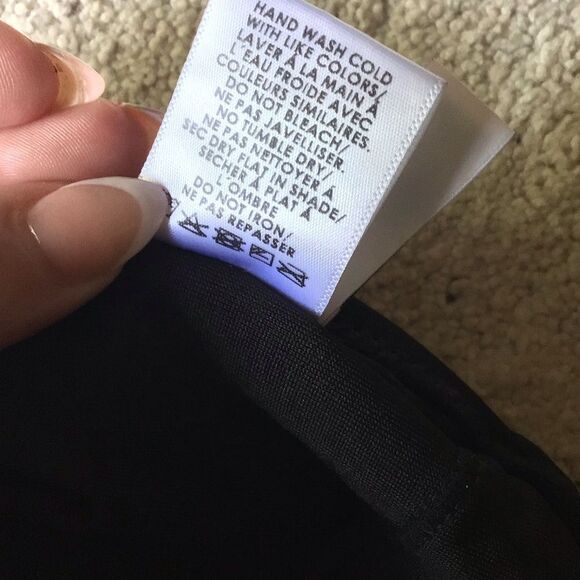 HAND WASH COLD
WITH LIKE COLORS/
LAVER À LA MAIN À
L'EAU FROIDE AVEC
COULEURS SIMILAIRES.
DO NOT BLEACH/
NE PAS JAVELLISER.
NO TUMBLE DRY/
NE PAS NETTOYER À
SEC DRY FLAT IN SHADE/
SÉCHER À PLAT À
L'OMBRE
DO NOT IRON/
NE PAS REPASSER